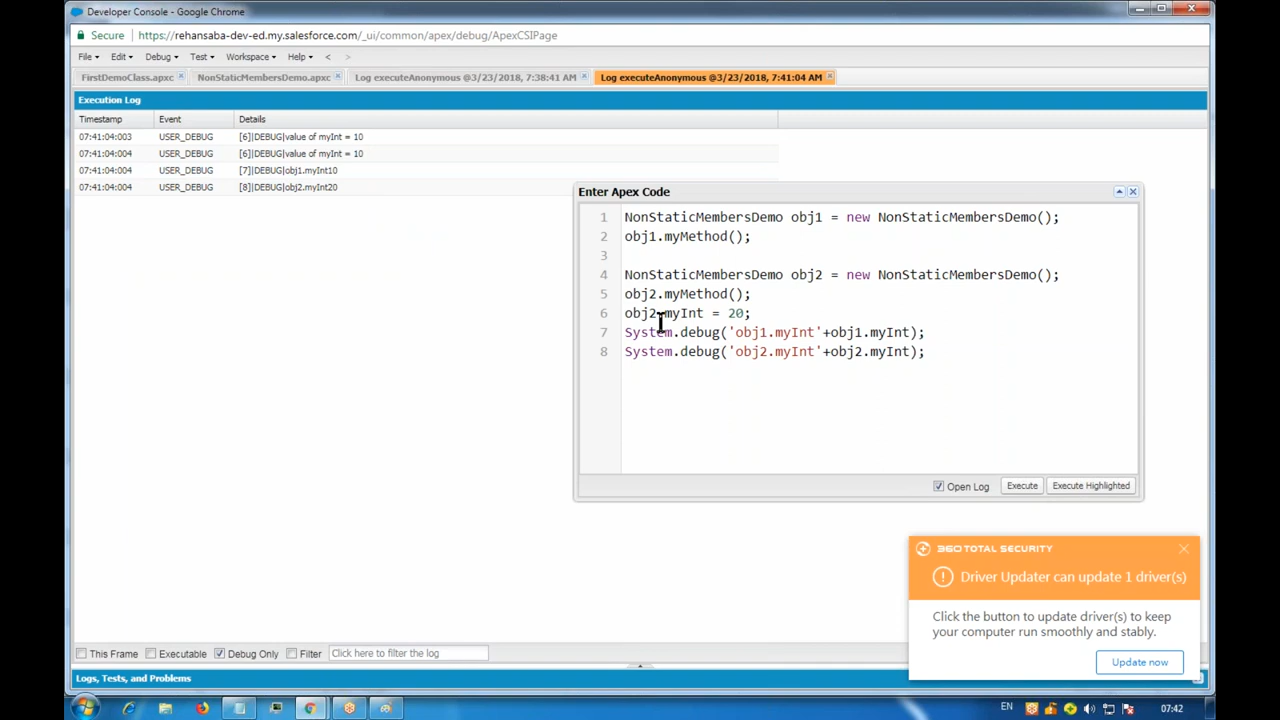 Developer Console - Google Chrome
Secure https://rehansaba-dev-ed.my.salesforce.com/_ui/common/apex/debug/ApexCSIPage
File Edit Debug Test Workspace Help < >
FirstDemoClass.apxc NonStaticMembersDemo.apxc Log executeAnonymous @3/23/2018, 7:38:41 AM Log executeAnonymous @3/23/2018, 7:41:04 AM
Execution Log
Timestamp Event Details
07:41:04:003 USER_DEBUG [6]|DEBUG|value of myInt = 10
07:41:04:004 USER_DEBUG [6]|DEBUG|value of myInt = 10
07:41:04:004 USER_DEBUG [7]|DEBUG|obj1.myInt10
07:41:04:004 USER_DEBUG [8]|DEBUG|obj2.myInt20
Enter Apex Code
1 NonStaticMembersDemo obj1 = new NonStaticMembersDemo();
2 obj1.myMethod();
3
4 NonStaticMembersDemo obj2 = new NonStaticMembersDemo();
5 obj2.myMethod();
6 obj2.myInt = 20;
7 System.debug('obj1.myInt'+obj1.myInt);
8 System.debug('obj2.myInt'+obj2.myInt);
Open Log Execute Execute Highlighted
360 TOTAL SECURITY
Driver Updater can update 1 driver(s)
Click the button to update driver(s) to keep
your computer run smoothly and stably.
Update now
This Frame Executable Debug Only Filter Click here to filter the log
Logs, Tests, and Problems
EN 07:42